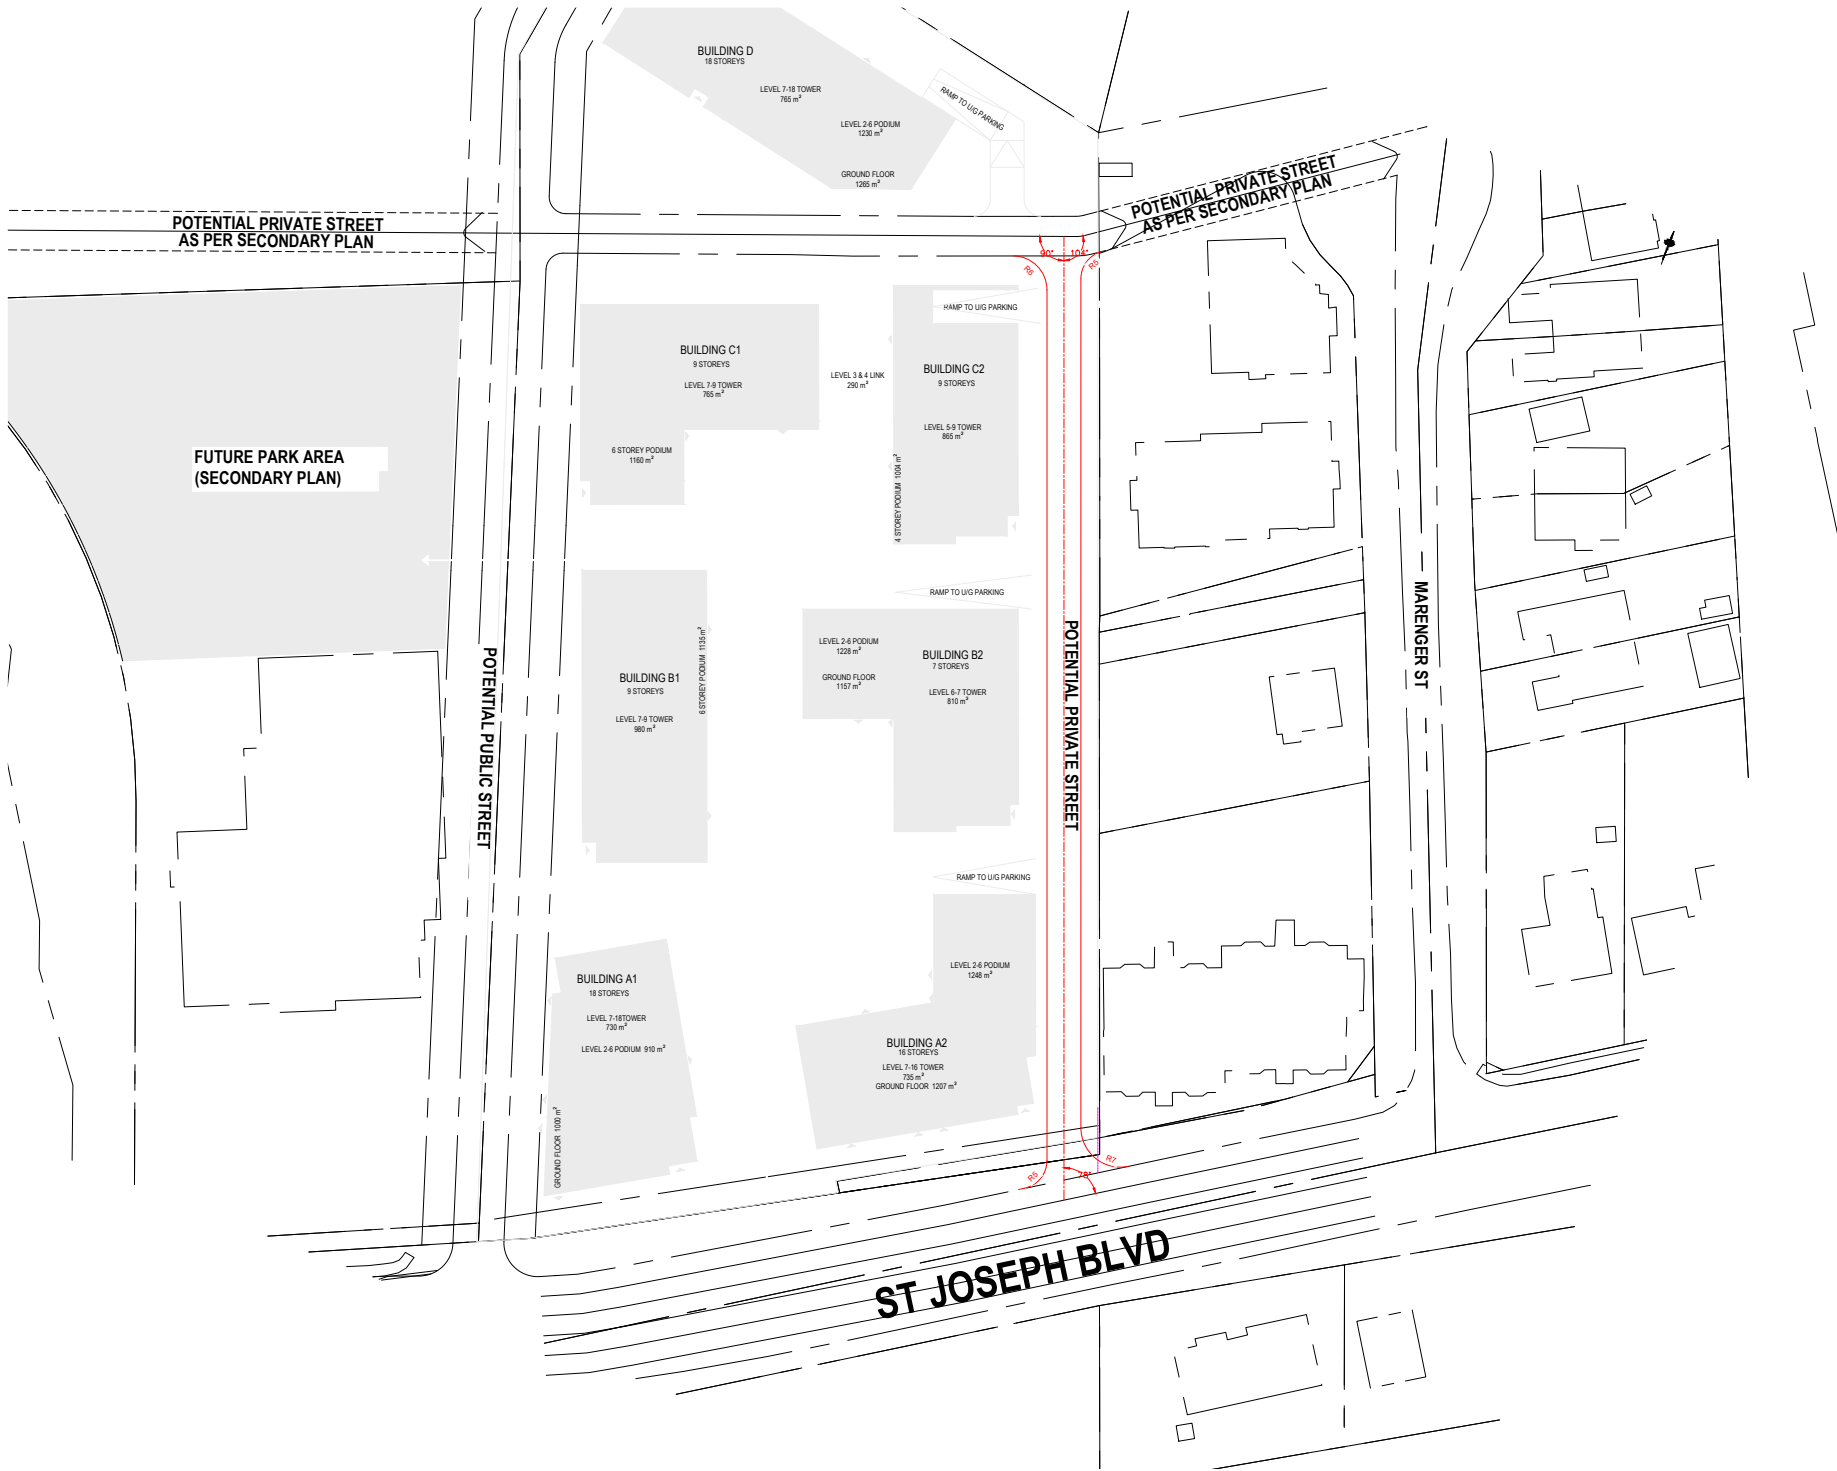 BUILDING D
18 STOREYS
LEVEL 7-18 TOWER
765 m²
LEVEL 2-6 PODIUM
1230 m²
GROUND FLOOR
1265 m²
RAMP TO U/G PARKING
POTENTIAL PRIVATE STREET
AS PER SECONDARY PLAN
POTENTIAL PRIVATE STREET
AS PER SECONDARY PLAN
90°
104°
R6
R5
RAMP TO U/G PARKING
BUILDING C1
9 STOREYS
LEVEL 7-9 TOWER
765 m²
6 STOREY PODIUM
1160 m²
LEVEL 3 & 4 LINK
290 m²
BUILDING C2
9 STOREYS
LEVEL 5-9 TOWER
865 m²
4 STOREY PODIUM 1004 m²
FUTURE PARK AREA
(SECONDARY PLAN)
RAMP TO U/G PARKING
BUILDING B1
9 STOREYS
LEVEL 7-9 TOWER
980 m²
6 STOREY PODIUM 1135 m²
LEVEL 2-6 PODIUM
1228 m²
GROUND FLOOR
1157 m²
BUILDING B2
7 STOREYS
LEVEL 6-7 TOWER
810 m²
POTENTIAL PUBLIC STREET
POTENTIAL PRIVATE STREET
MARENGER ST
RAMP TO U/G PARKING
BUILDING A1
18 STOREYS
LEVEL 7-18TOWER
730 m²
LEVEL 2-6 PODIUM 910 m²
GROUND FLOOR 1000 m²
LEVEL 2-6 PODIUM
1248 m²
BUILDING A2
16 STOREYS
LEVEL 7-16 TOWER
735 m²
GROUND FLOOR 1207 m²
R5
R7
78°
ST JOSEPH BLVD